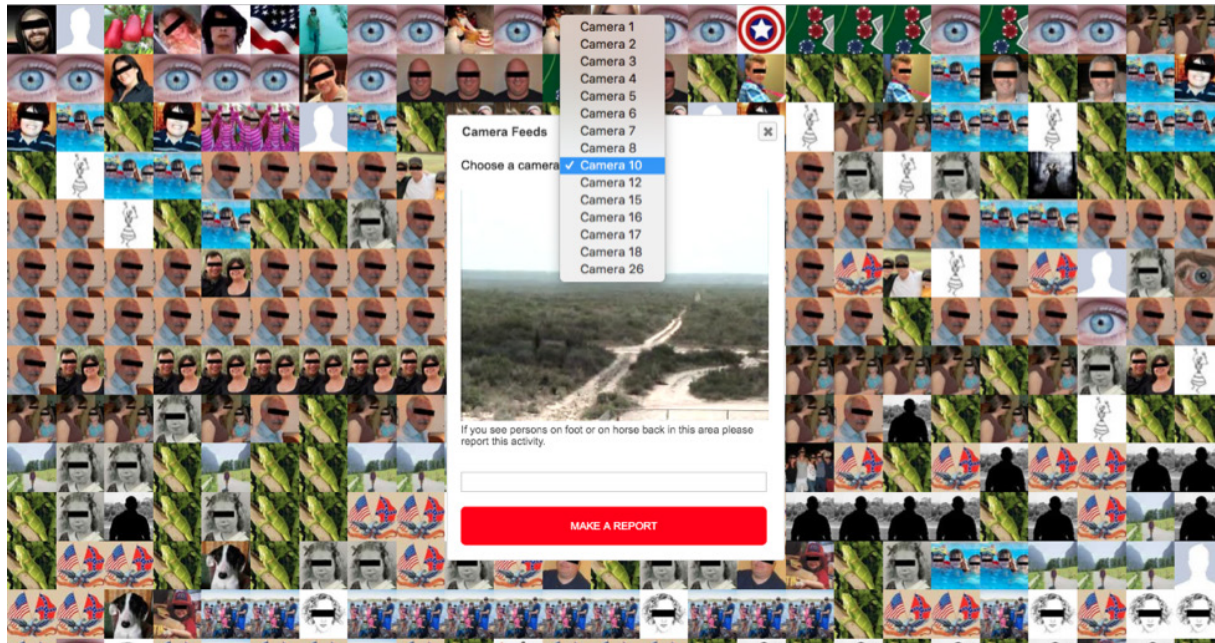 Camera 1
Camera 2
Camera 3
Camera 4
Camera 5
Camera 6
Camera 7
Camera 8
✓ Camera 10
Camera 12
Camera 15
Camera 16
Camera 17
Camera 18
Camera 26
Camera Feeds
Choose a camera
If you see persons on foot or on horse back in this area please
report this activity.
MAKE A REPORT